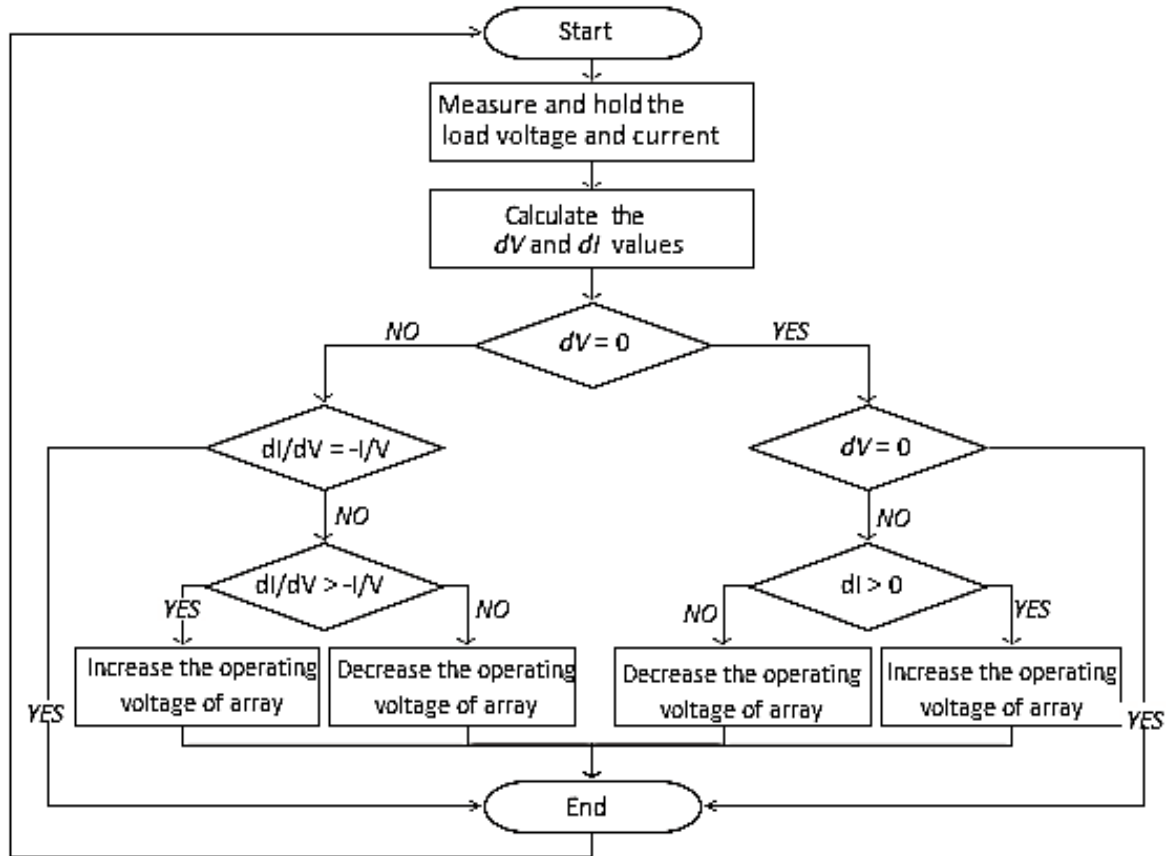 Start
Measure and hold the
load voltage and current
Calculate the
dV and dI values
dV = 0
NO
YES
dI/dV = -I/V
dV = 0
NO
NO
dI/dV > -I/V
dI > 0
YES
NO
NO
YES
Increase the operating
voltage of array
Decrease the operating
voltage of array
Decrease the operating
voltage of array
Increase the operating
voltage of array
YES
YES
End